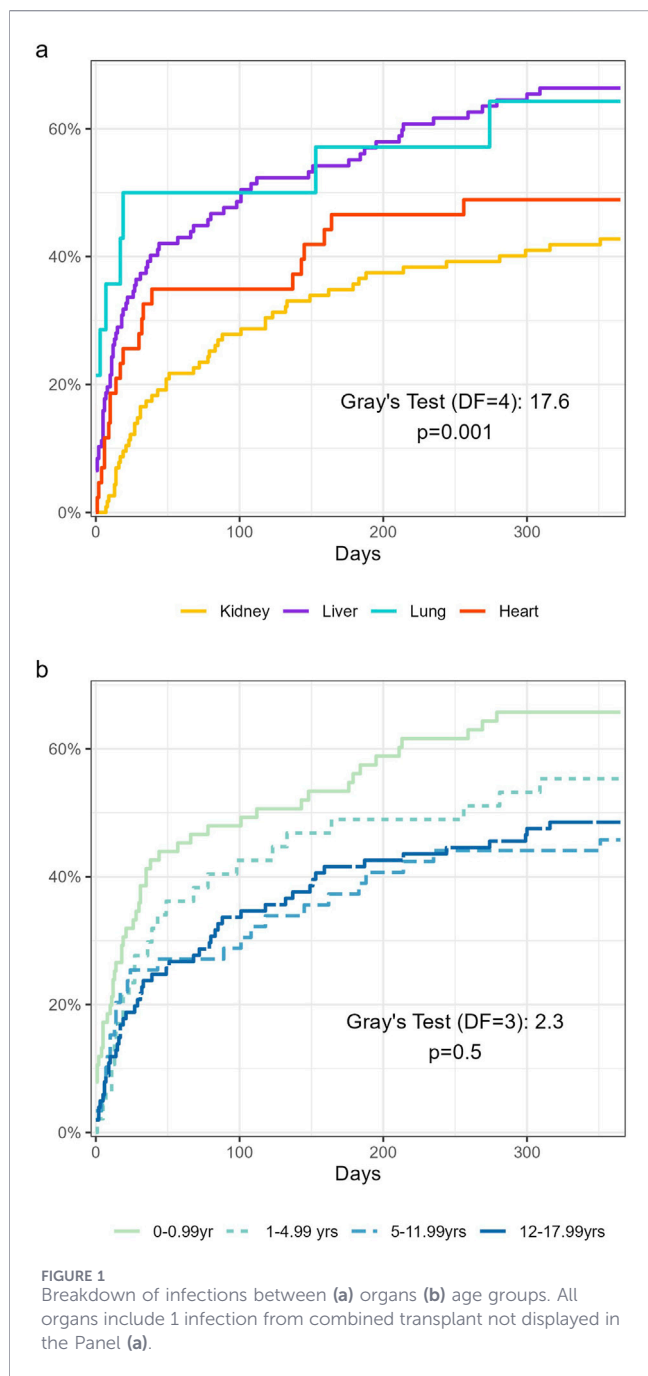 a
60%
40%
20%
0%
Gray's Test (DF=4): 17.6
p=0.001
0 100 200 300
Days
Kidney Liver Lung Heart
b
60%
40%
20%
0%
Gray's Test (DF=3): 2.3
p=0.5
0 100 200 300
Days
0-0.99yr 1-4.99 yrs 5-11.99yrs 12-17.99yrs
FIGURE 1
Breakdown of infections between (a) organs (b) age groups. All
organs include 1 infection from combined transplant not displayed in
the Panel (a).